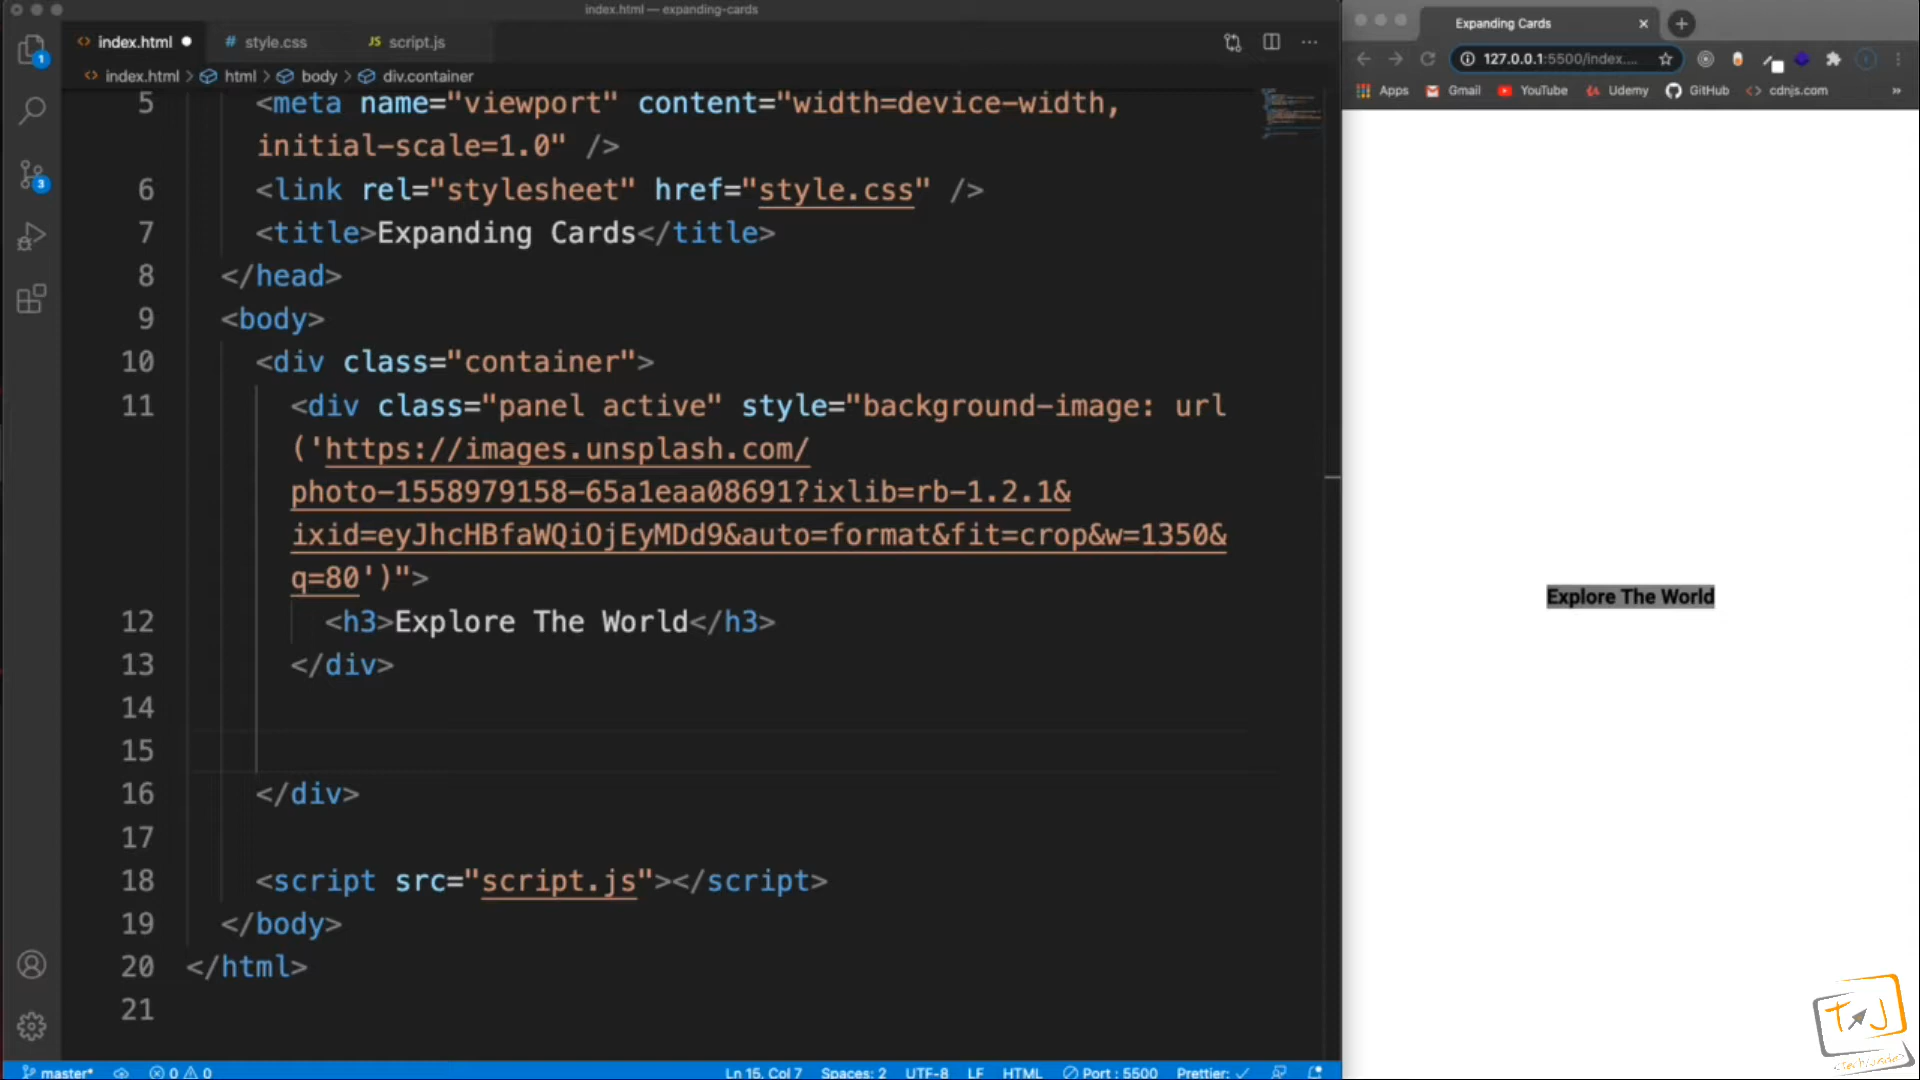 index.html — expanding-cards
<> index.html ● # style.css JS script.js
<> index.html > html > body > div.container
5 <meta name="viewport" content="width=device-width,
initial-scale=1.0" />
6 <link rel="stylesheet" href="style.css" />
7 <title>Expanding Cards</title>
8 </head>
9 <body>
10 <div class="container">
11 <div class="panel active" style="background-image: url
('https://images.unsplash.com/
photo-1558979158-65a1eaa08691?ixlib=rb-1.2.1&
ixid=eyJhcHBfaWQiOjEyMDd9&auto=format&fit=crop&w=1350&
q=80')">
12 <h3>Explore The World</h3>
13 </div>
14
15
16 </div>
17
18 <script src="script.js"></script>
19 </body>
20 </html>
21
1
3
master* 0 0 Ln 15, Col 7 Spaces: 2 UTF-8 LF HTML Port : 5500 Prettier: ✓
Expanding Cards
127.0.0.1:5500/index....
Apps Gmail YouTube Udemy GitHub cdnjs.com »
Explore The World
TJ